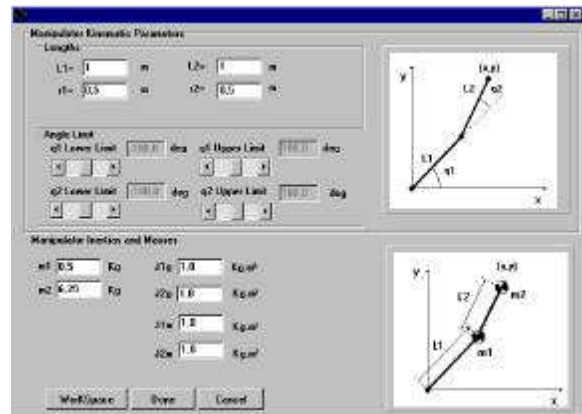 Manipulator Kinematic Parameters
Lengths
L1= 1 m L2= 1 m
r1= 0,5 m r2= 0,5 m
Angle Limit
q1 Lower Limit deg q1 Upper Limit deg
q2 Lower Limit deg q2 Upper Limit deg
Manipulator Inertias and Masses
m1 Kg J1g 1.0 Kg.m²
m2 6.25 Kg J2g 1.0 Kg.m²
J1m 1.0 Kg.m²
J2m 1.0 Kg.m²
WorkSpace Done Cancel
y (x,y)
L2 q2
L1 q1
x
y (x,y)
L2 m2
L1 m1
x